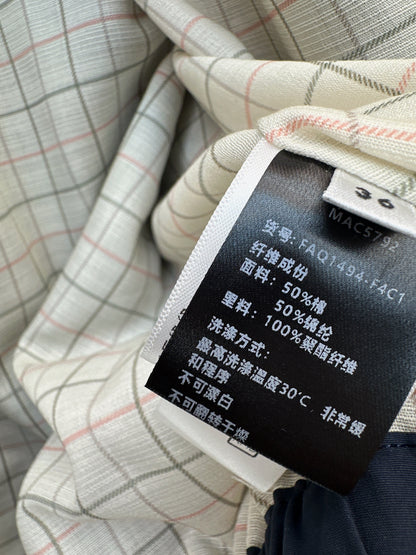 36
MAC5792
货号: FAQ1494-FAC1
纤维成份
面料: 50%棉
50%锦纶
里料: 100%聚酯纤维
洗涤方式:
最高洗涤温度30℃, 非常缓
和程序
不可漂白
不可翻转干燥